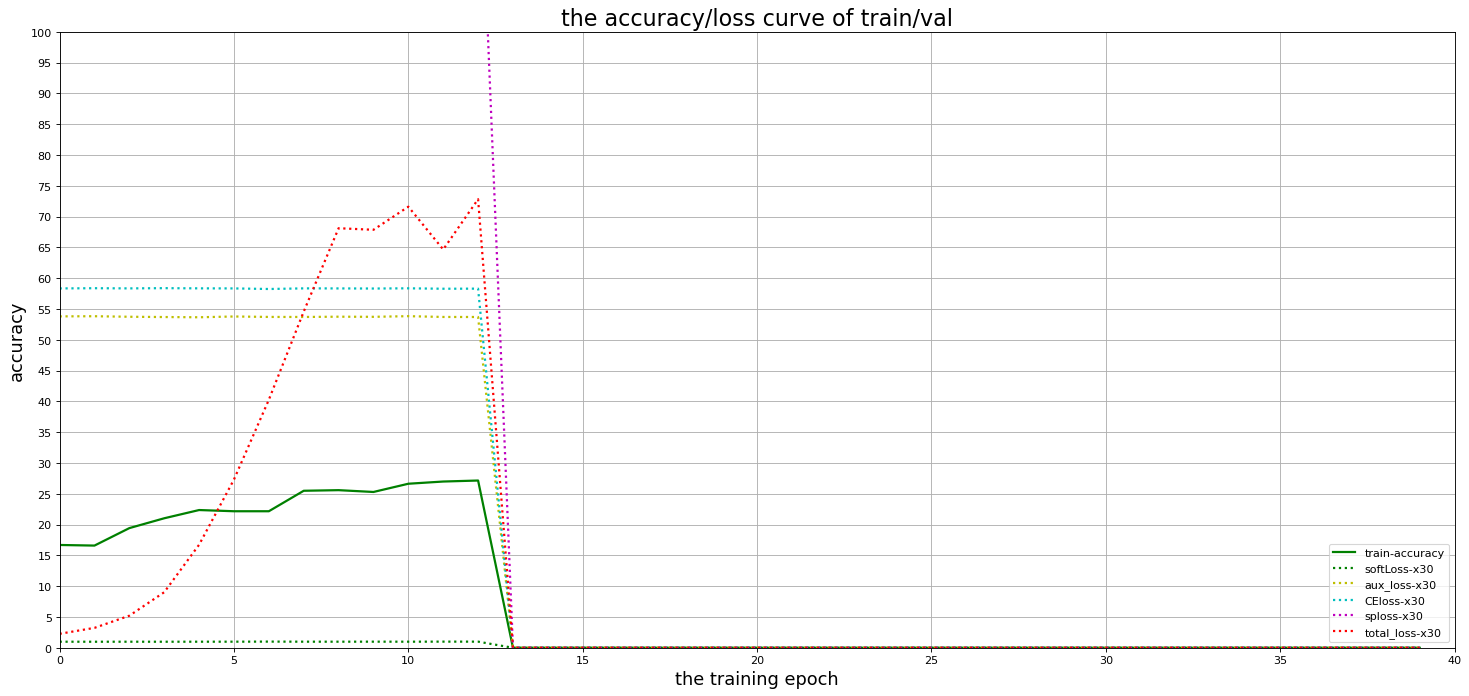 the accuracy/loss curve of train/val
100
95
90
85
80
75
70
65
60
55
50
45
40
35
30
25
20
15
10
5
0
accuracy
train-accuracy
softLoss-x30
aux_loss-x30
CEloss-x30
sploss-x30
total_loss-x30
0 5 10 15 20 25 30 35 40
the training epoch